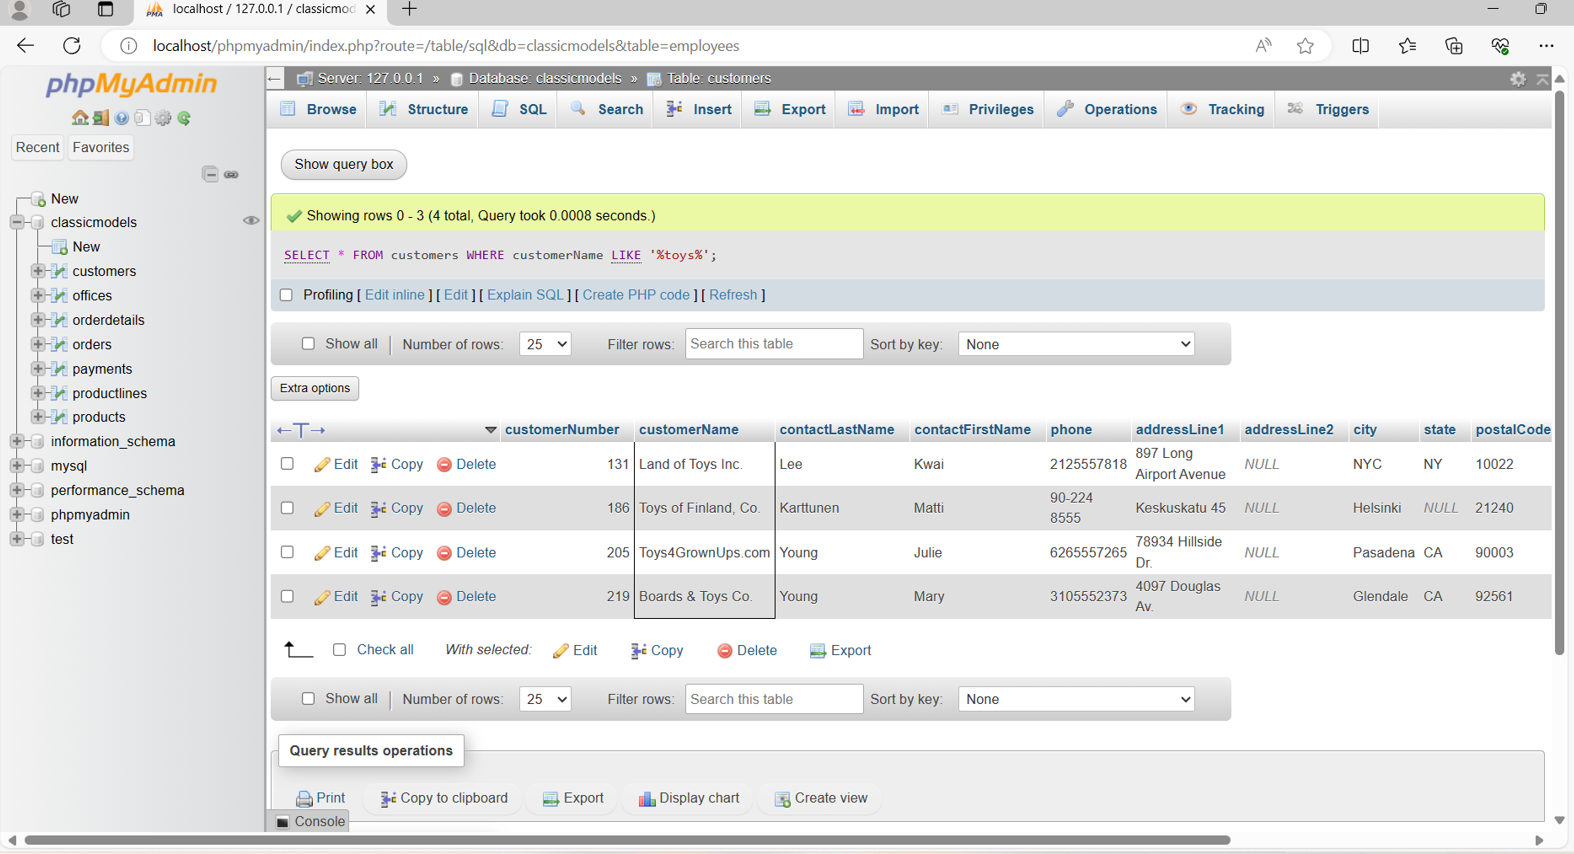 localhost / 127.0.0.1 / classicmod
localhost/phpmyadmin/index.php?route=/table/sql&db=classicmodels&table=employees
phpMyAdmin
Recent Favorites
New
classicmodels
New
customers
offices
orderdetails
orders
payments
productlines
products
information_schema
mysql
performance_schema
phpmyadmin
test
Server: 127.0.0.1 » Database: classicmodels » Table: customers
Browse Structure SQL Search Insert Export Import Privileges Operations Tracking Triggers
Show query box
Showing rows 0 - 3 (4 total, Query took 0.0008 seconds.)
SELECT * FROM customers WHERE customerName LIKE '%toys%';
Profiling [ Edit inline ] [ Edit ] [ Explain SQL ] [ Create PHP code ] [ Refresh ]
Show all Number of rows: 25 Filter rows: Search this table Sort by key: None
Extra options
←T→ customerNumber customerName contactLastName contactFirstName phone addressLine1 addressLine2 city state postalCode
Edit Copy Delete 131 Land of Toys Inc. Lee Kwai 2125557818 897 Long Airport Avenue NULL NYC NY 10022
Edit Copy Delete 186 Toys of Finland, Co. Karttunen Matti 90-224 8555 Keskuskatu 45 NULL Helsinki NULL 21240
Edit Copy Delete 205 Toys4GrownUps.com Young Julie 6265557265 78934 Hillside Dr. NULL Pasadena CA 90003
Edit Copy Delete 219 Boards & Toys Co. Young Mary 3105552373 4097 Douglas Av. NULL Glendale CA 92561
Check all With selected: Edit Copy Delete Export
Show all Number of rows: 25 Filter rows: Search this table Sort by key: None
Query results operations
Print Copy to clipboard Export Display chart Create view
Console